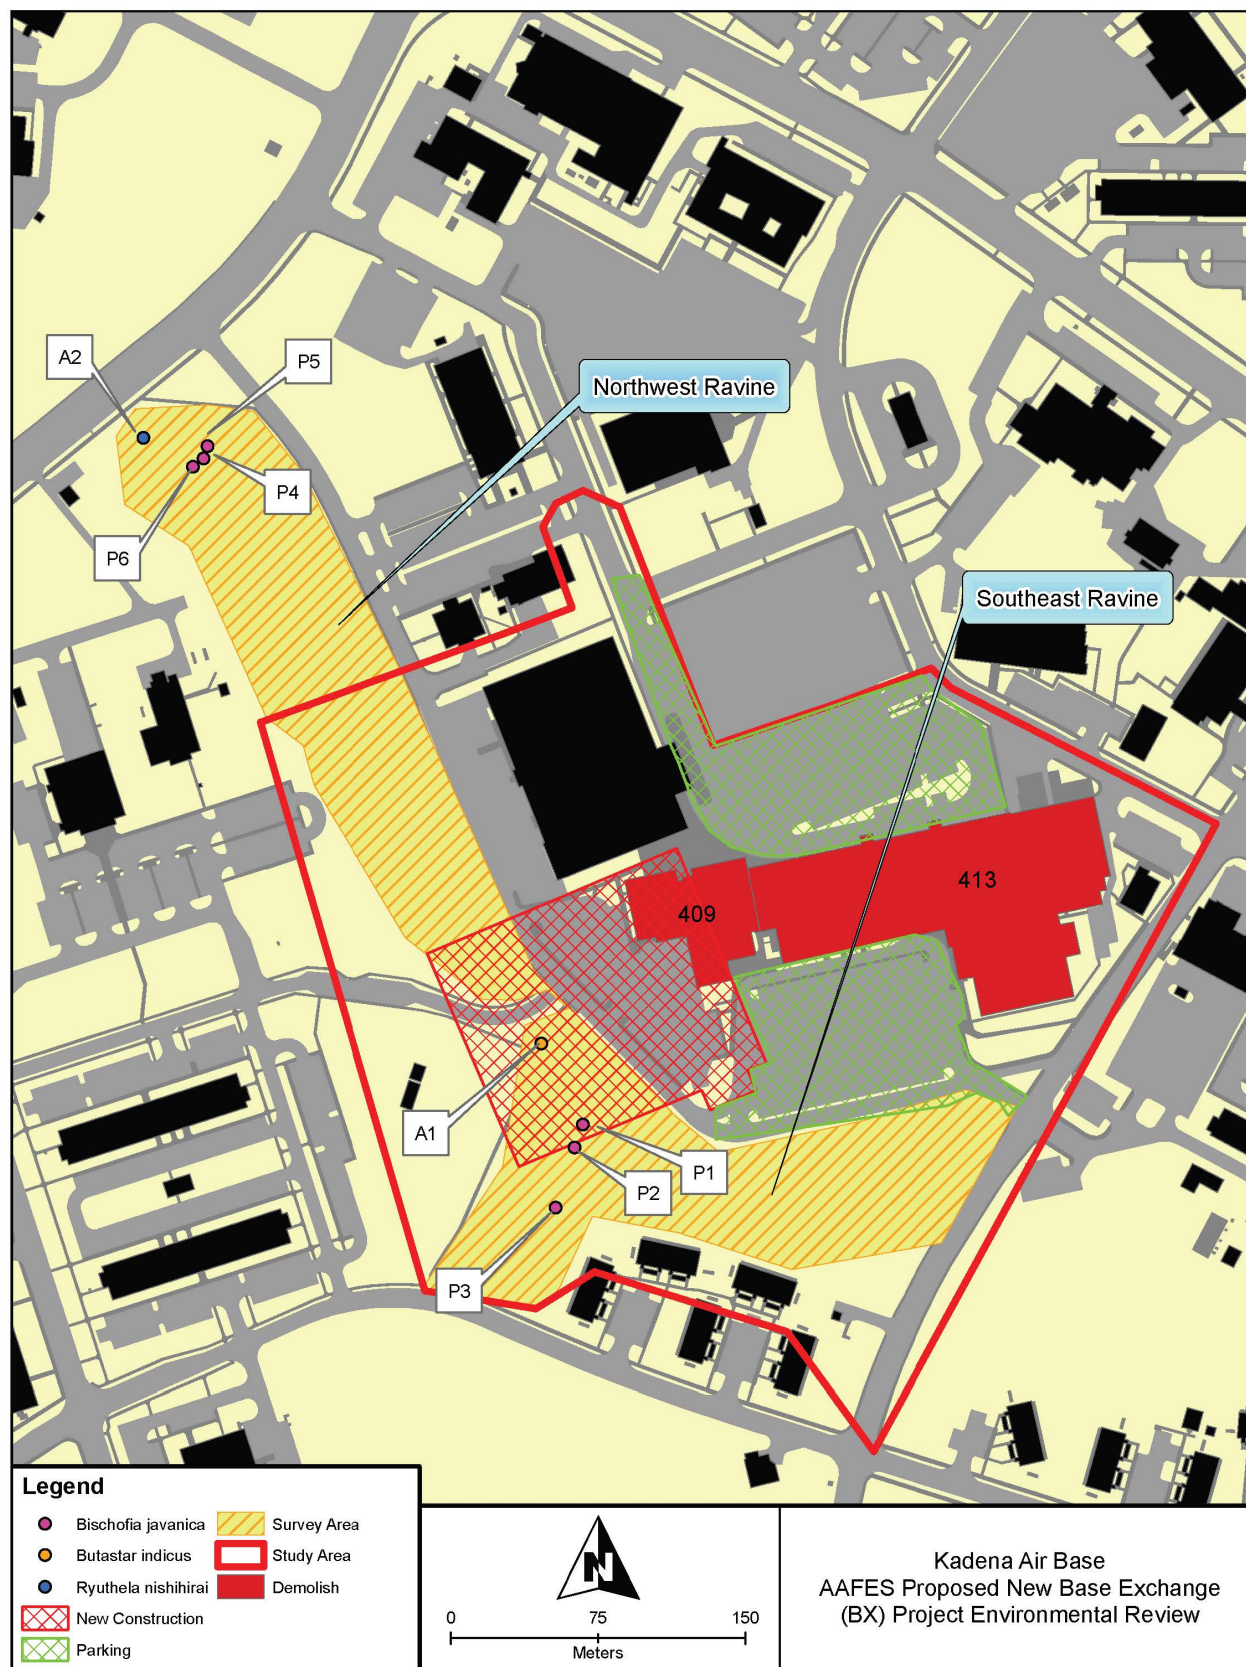 A2
P5
Northwest Ravine
P4
P6
Southeast Ravine
413
409
A1
P1
P2
P3
Legend
Bischofia javanica
Butastar indicus
Ryuthela nishihirai
New Construction
Parking
Survey Area
Study Area
Demolish
N
0 75 150
Meters
Kadena Air Base
AAFES Proposed New Base Exchange
(BX) Project Environmental Review